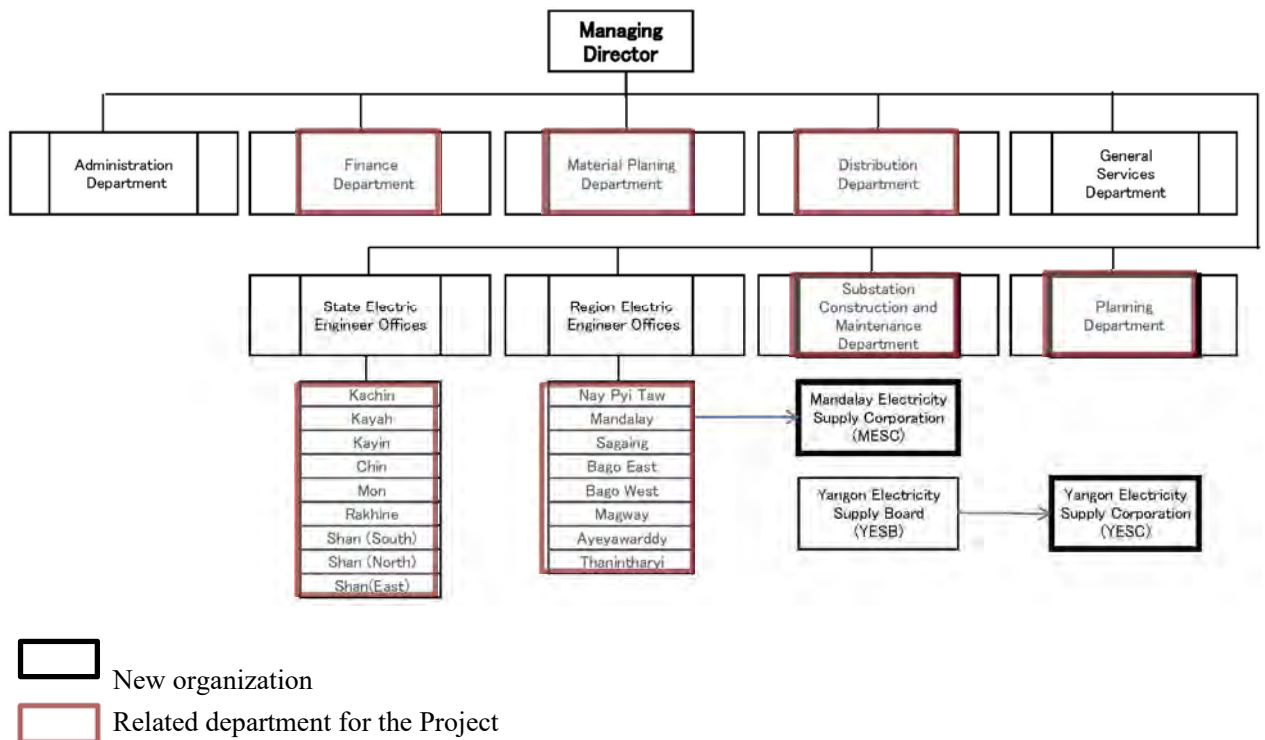 Managing
Director
Administration
Department
Finance
Department
Material Planing
Department
Distribution
Department
General
Services
Department
State Electric
Engineer Offices
Region Electric
Engineer Offices
Substation
Construction and
Maintenance
Department
Planning
Department
Kachin
Kayah
Kayin
Chin
Mon
Rakhine
Shan (South)
Shan (North)
Shan(East)
Nay Pyi Taw
Mandalay
Sagaing
Bago East
Bago West
Magway
Ayeyawarddy
Thanintharyi
Mandalay Electricity
Supply Corporation
(MESC)
Yangon Electricity
Supply Board
(YESB)
Yangon Electricity
Supply Corporation
(YESC)
New organization
Related department for the Project